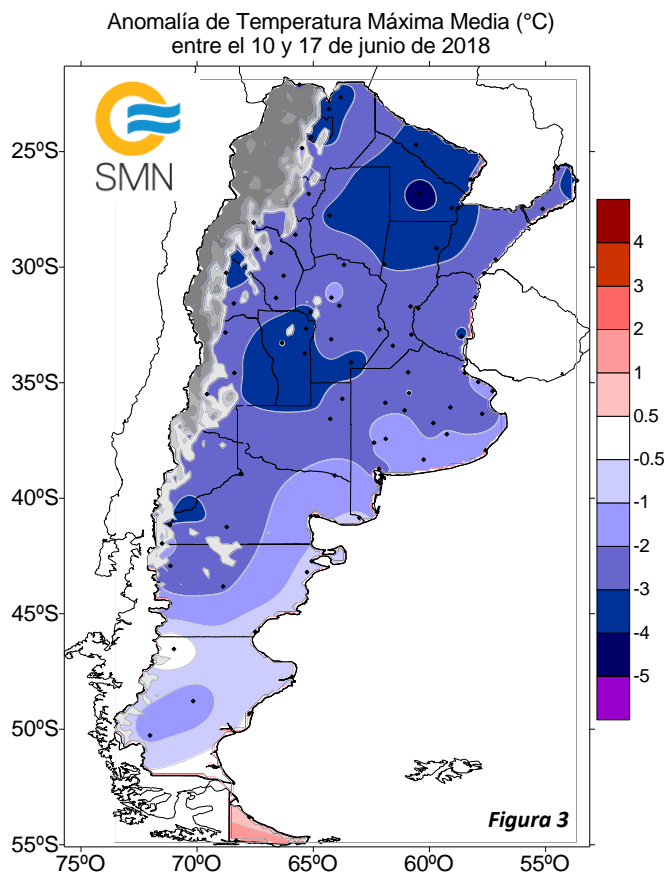 Anomalía de Temperatura Máxima Media (°C)
entre el 10 y 17 de junio de 2018
SMN
25ºS
30ºS
35ºS
40ºS
45ºS
50ºS
55ºS
75ºO
70ºO
65ºO
60ºO
55ºO
4
3
2
1
0.5
-0.5
-1
-2
-3
-4
-5
Figura 3